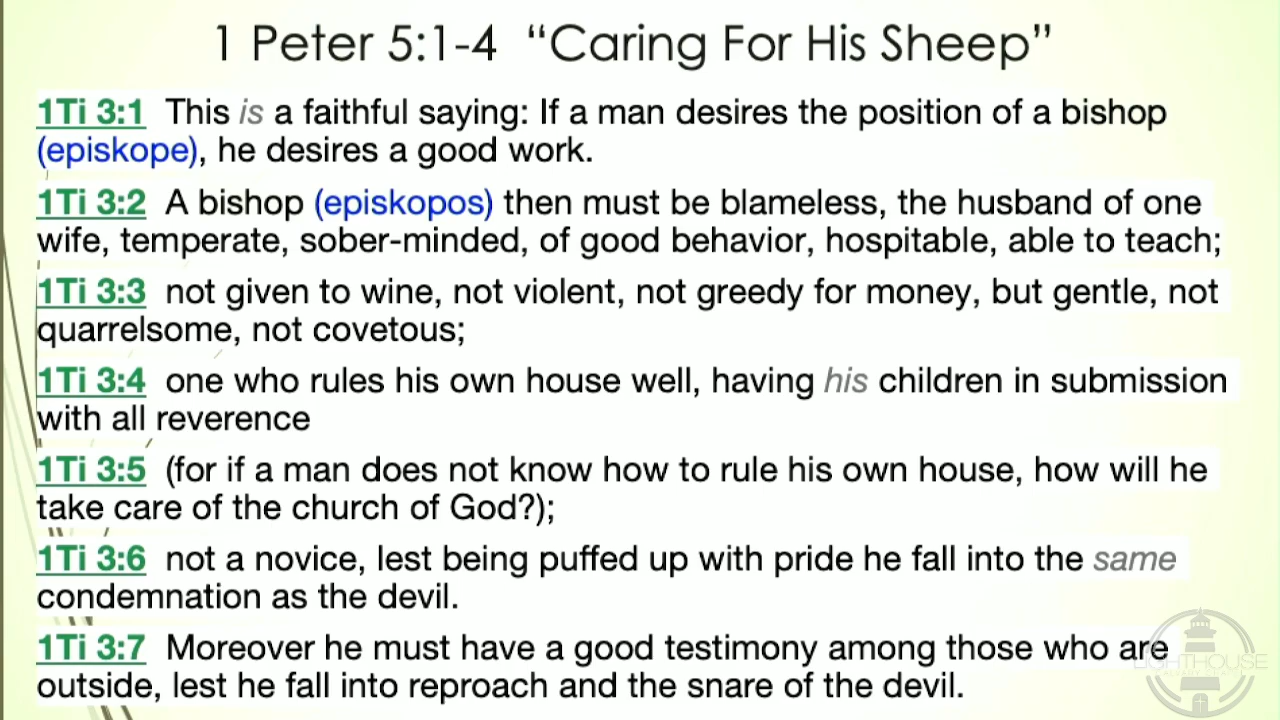 1 Peter 5:1-4 “Caring For His Sheep”
1Ti 3:1 This is a faithful saying: If a man desires the position of a bishop
(episkope), he desires a good work.
1Ti 3:2 A bishop (episkopos) then must be blameless, the husband of one
wife, temperate, sober-minded, of good behavior, hospitable, able to teach;
1Ti 3:3 not given to wine, not violent, not greedy for money, but gentle, not
quarrelsome, not covetous;
1Ti 3:4 one who rules his own house well, having his children in submission
with all reverence
1Ti 3:5 (for if a man does not know how to rule his own house, how will he
take care of the church of God?);
1Ti 3:6 not a novice, lest being puffed up with pride he fall into the same
condemnation as the devil.
1Ti 3:7 Moreover he must have a good testimony among those who are
outside, lest he fall into reproach and the snare of the devil.
LIGHTHOUSE